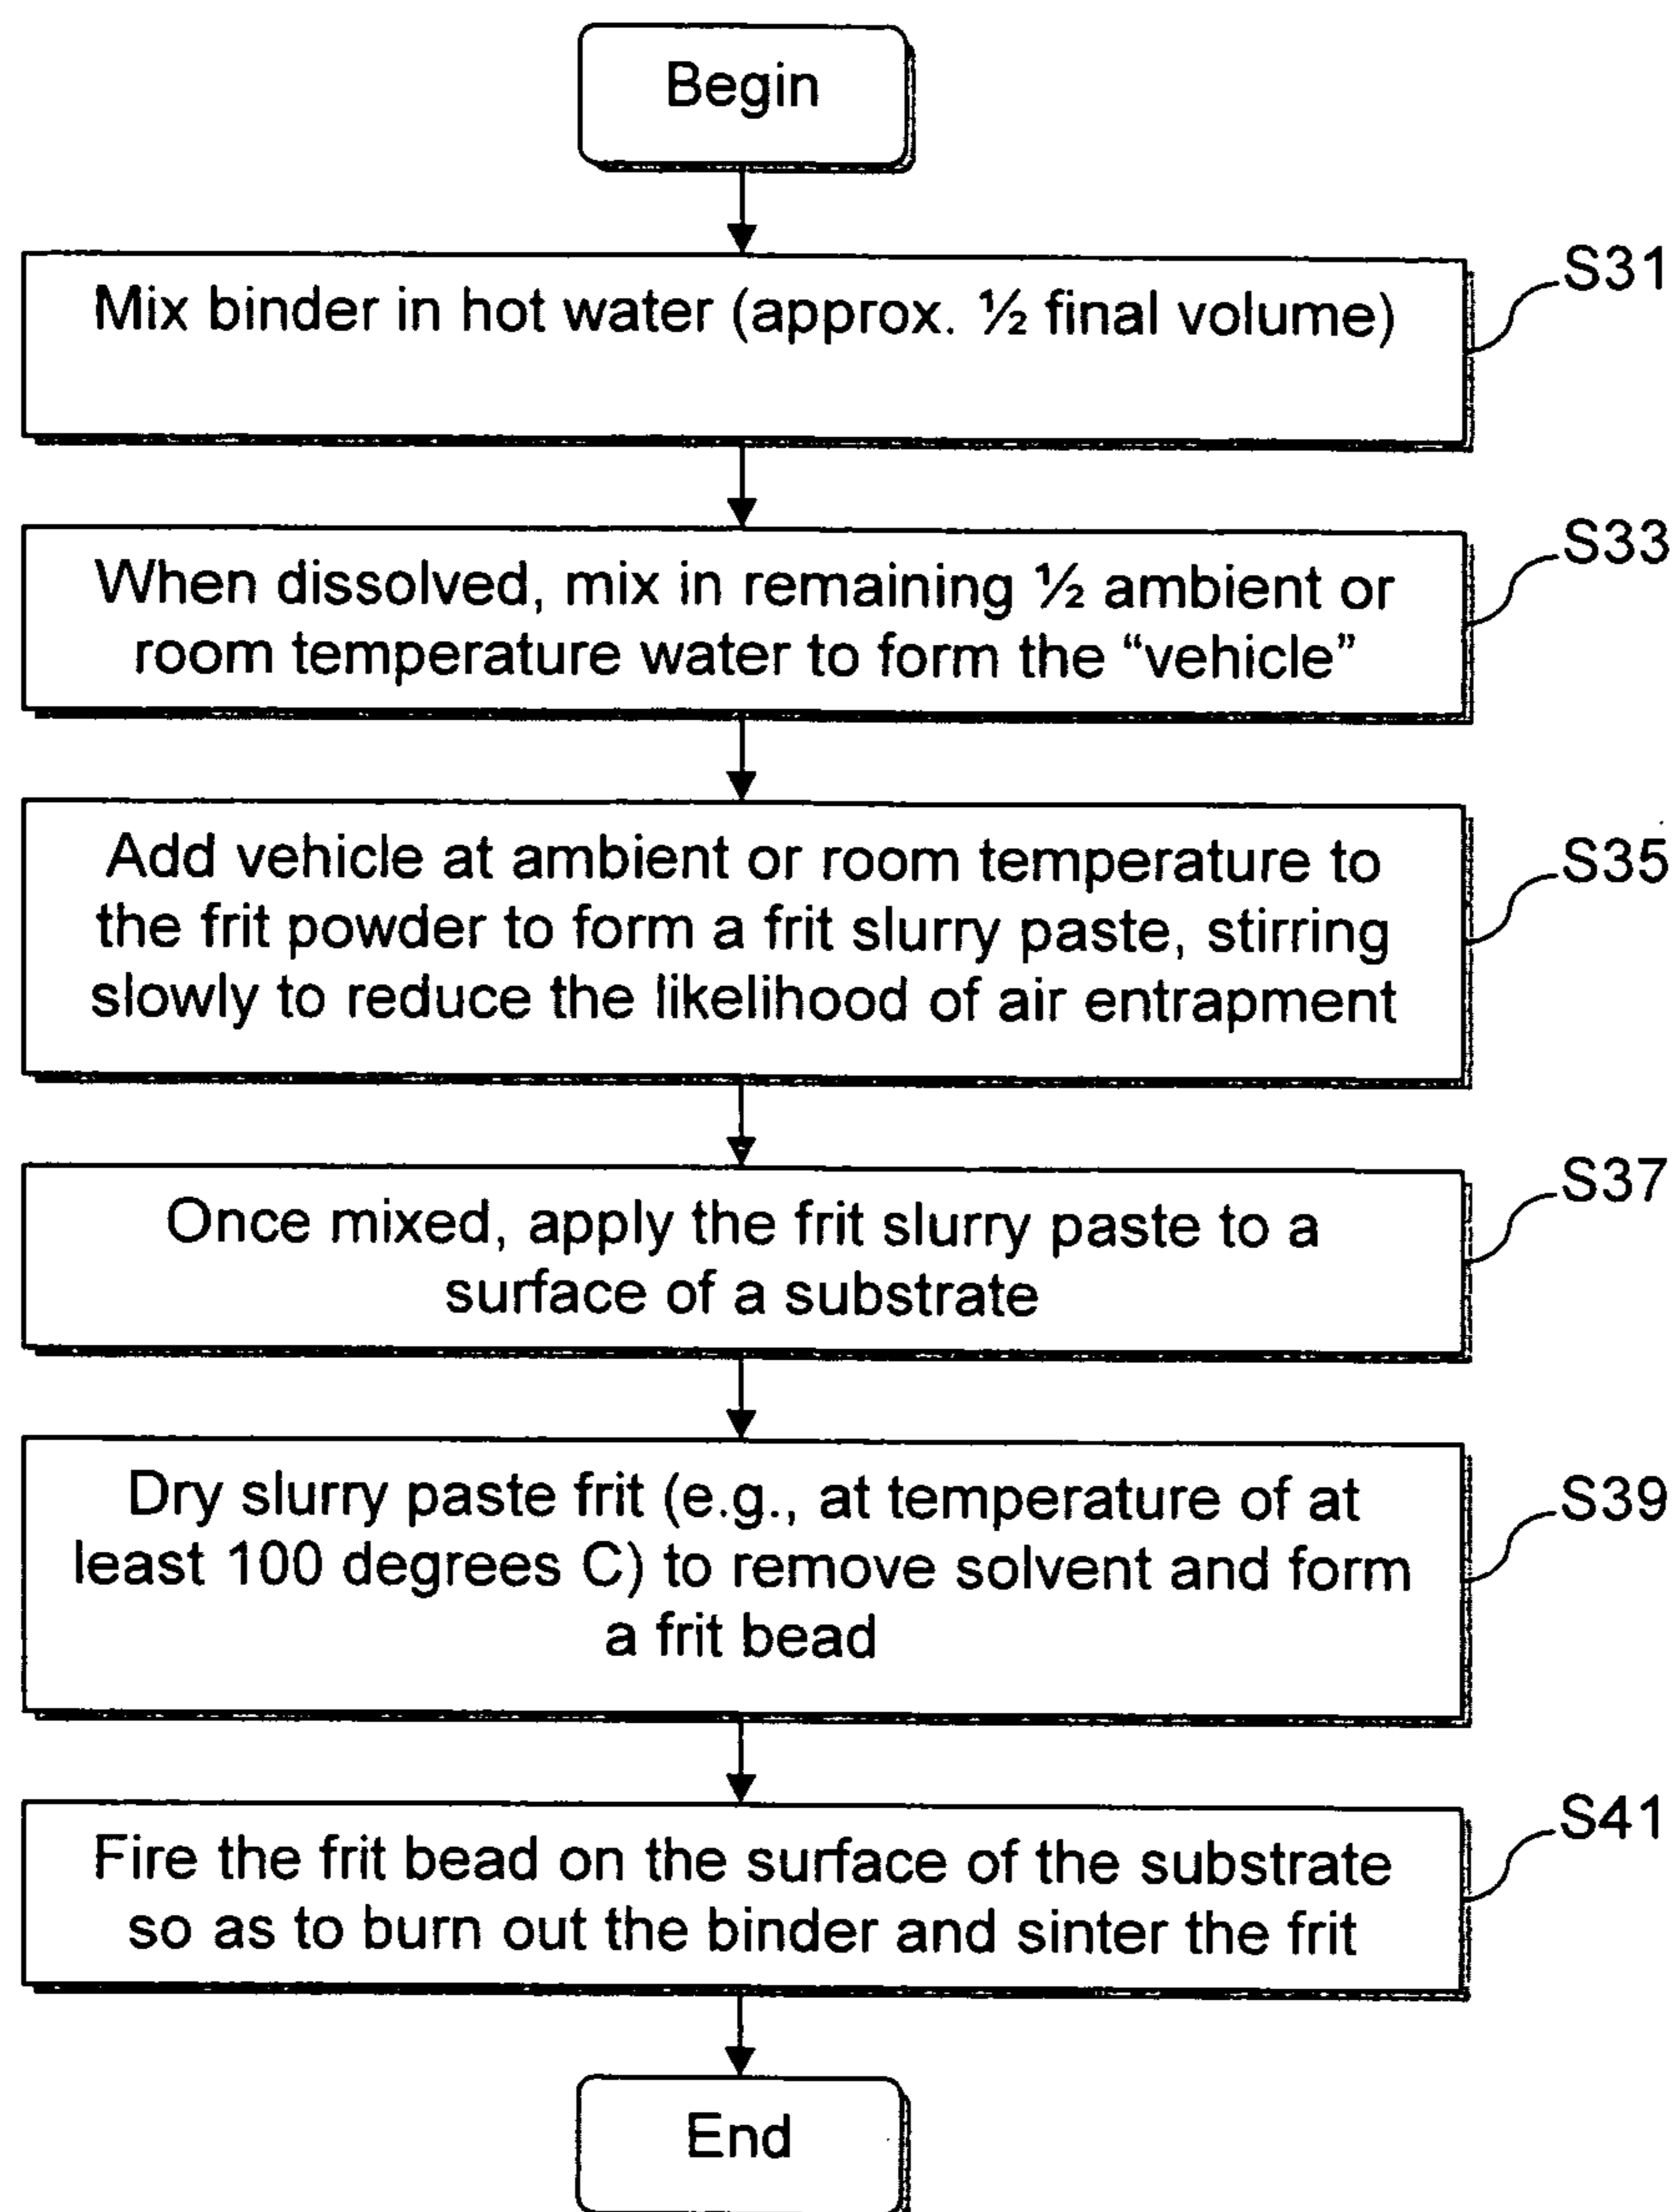 Begin
Mix binder in hot water (approx. ½ final volume)
S31
When dissolved, mix in remaining ½ ambient or
room temperature water to form the “vehicle”
S33
Add vehicle at ambient or room temperature to
the frit powder to form a frit slurry paste, stirring
slowly to reduce the likelihood of air entrapment
S35
Once mixed, apply the frit slurry paste to a
surface of a substrate
S37
Dry slurry paste frit (e.g., at temperature of at
least 100 degrees C) to remove solvent and form
a frit bead
S39
Fire the frit bead on the surface of the substrate
so as to burn out the binder and sinter the frit
S41
End